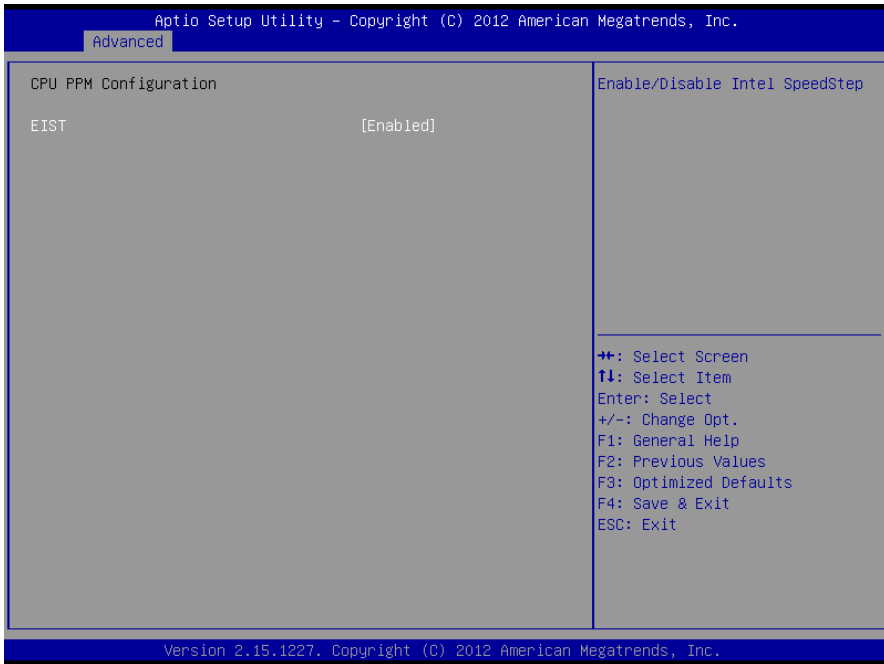 Aptio Setup Utility – Copyright (C) 2012 American Megatrends, Inc.
Advanced
CPU PPM Configuration
EIST [Enabled]
Enable/Disable Intel SpeedStep
→←: Select Screen
↑↓: Select Item
Enter: Select
+/-: Change Opt.
F1: General Help
F2: Previous Values
F3: Optimized Defaults
F4: Save & Exit
ESC: Exit
Version 2.15.1227. Copyright (C) 2012 American Megatrends, Inc.